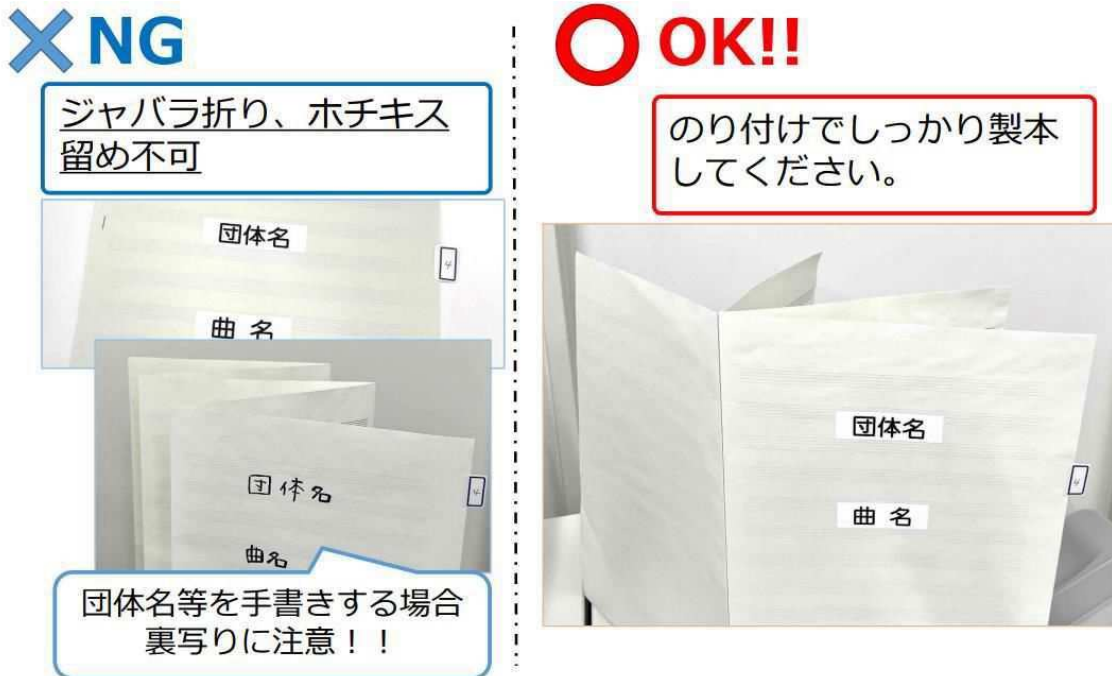 NG
ジャバラ折り、ホチキス
留め不可
団体名
4
曲 名
団体名
4
曲名
団体名等を手書きする場合
裏写りに注意！！
OK!!
のり付けでしっかり製本
してください。
団体名
4
曲 名